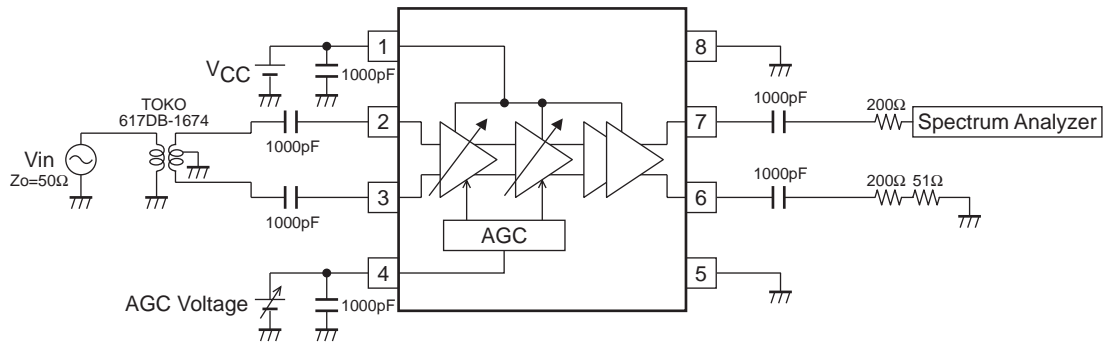 1
1000pF
VCC
TOKO
617DB-1674
Vin
Zo=50Ω
1000pF
2
3
1000pF
4
AGC Voltage
1000pF
AGC
8
7
1000pF
200Ω
Spectrum Analyzer
6
1000pF
200Ω
51Ω
5